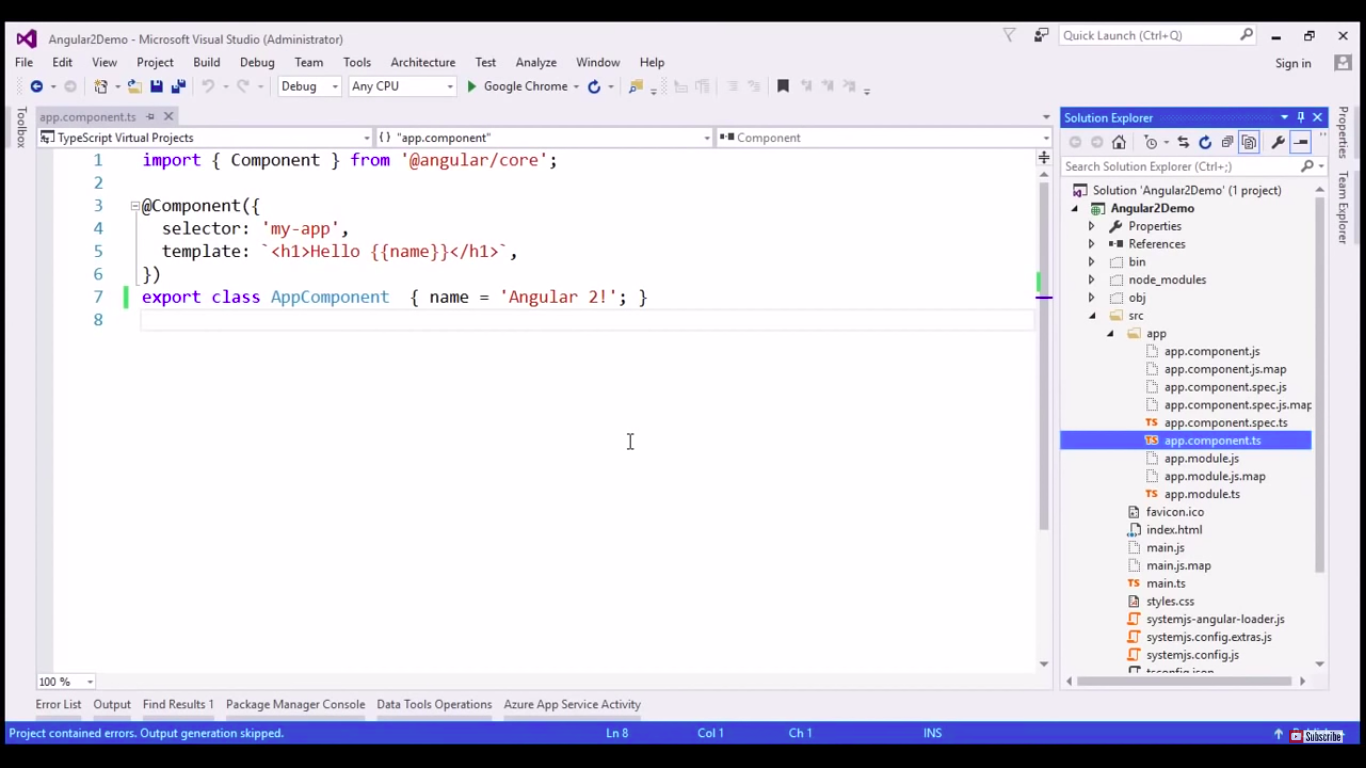 Angular2Demo - Microsoft Visual Studio (Administrator)
Quick Launch (Ctrl+Q)
File Edit View Project Build Debug Team Tools Architecture Test Analyze Window Help
Sign in
Debug Any CPU Google Chrome
Toolbox
app.component.ts
TypeScript Virtual Projects
{ } "app.component"
Component
1 import { Component } from '@angular/core';
2
3 @Component({
4 selector: 'my-app',
5 template: `<h1>Hello {{name}}</h1>`,
6 })
7 export class AppComponent { name = 'Angular 2!'; }
8
100 %
Solution Explorer
Search Solution Explorer (Ctrl+;)
Solution 'Angular2Demo' (1 project)
Angular2Demo
Properties
References
bin
node_modules
obj
src
app
app.component.js
app.component.js.map
app.component.spec.js
app.component.spec.js.map
TS app.component.spec.ts
TS app.component.ts
app.module.js
app.module.js.map
TS app.module.ts
favicon.ico
index.html
main.js
main.js.map
TS main.ts
styles.css
systemjs-angular-loader.js
systemjs.config.extras.js
systemjs.config.js
tsconfig.json
Properties
Team Explorer
Error List Output Find Results 1 Package Manager Console Data Tools Operations Azure App Service Activity
Project contained errors. Output generation skipped. Ln 8 Col 1 Ch 1 INS
Subscribe